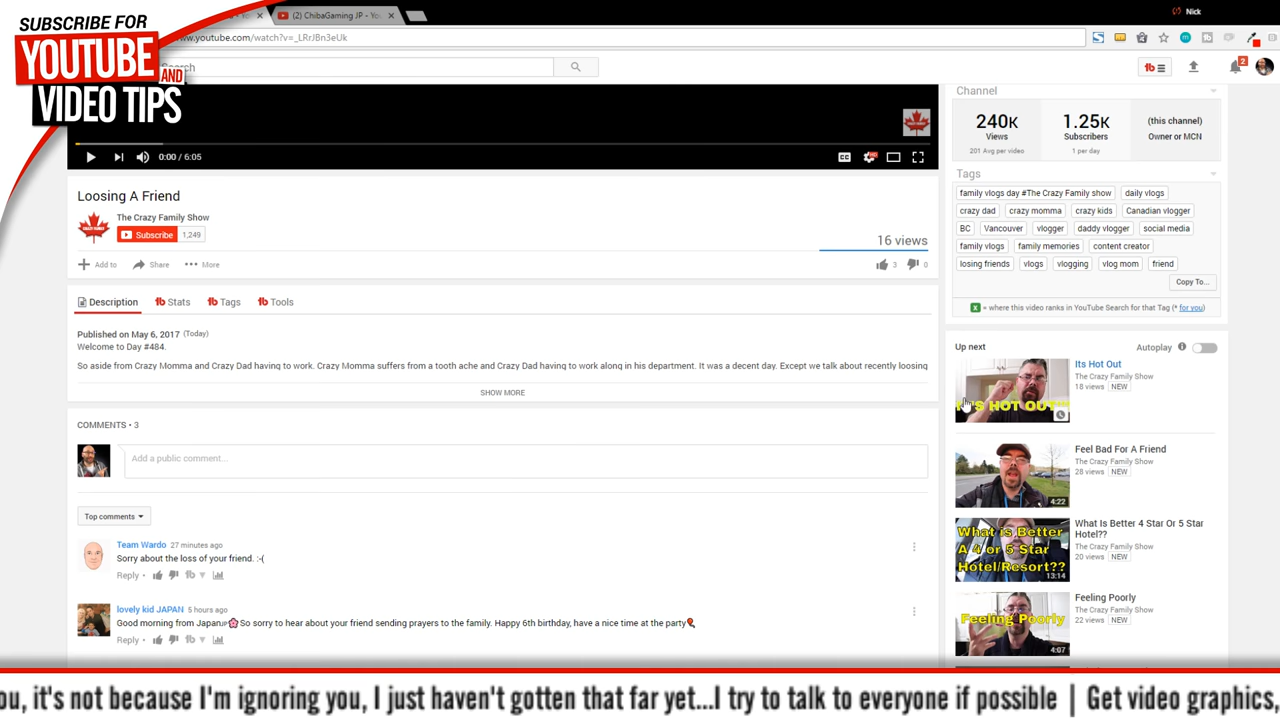 SUBSCRIBE FOR
YOUTUBE
AND
VIDEO TIPS
(2) ChibaGaming JP - Yo
Nick
www.youtube.com/watch?v=_LRrJBn3eUk
Search
2
0:00 / 6:05
Loosing A Friend
The Crazy Family Show
Subscribe 1,249
16 views
Add to Share More
3 0
Description Stats Tags Tools
Published on May 6, 2017 (Today)
Welcome to Day #484.
So aside from Crazy Momma and Crazy Dad having to work. Crazy Momma suffers from a tooth ache and Crazy Dad having to work along in his department. It was a decent day. Except we talk about recently loosing
SHOW MORE
COMMENTS • 3
Add a public comment...
Top comments
Team Wardo 27 minutes ago
Sorry about the loss of your friend. :-(
Reply
lovely kid JAPAN 5 hours ago
Good morning from Japan🌸So sorry to hear about your friend sending prayers to the family. Happy 6th birthday, have a nice time at the party🎈
Reply
Channel
240K 1.25K (this channel)
Views Subscribers Owner or MCN
201 Avg per video 1 per day
Tags
family vlogs day #The Crazy Family show daily vlogs
crazy dad crazy momma crazy kids Canadian vlogger
BC Vancouver vlogger daddy vlogger social media
family vlogs family memories content creator
losing friends vlogs vlogging vlog mom friend
Copy To...
X = where this video ranks in YouTube Search for that Tag (* for you)
Up next Autoplay
IT'S HOT OUT
Its Hot Out
The Crazy Family Show
18 views NEW
4:22
Feel Bad For A Friend
The Crazy Family Show
28 views NEW
What is Better
A 4 or 5 Star
Hotel/Resort??
13:14
What Is Better 4 Star Or 5 Star
Hotel??
The Crazy Family Show
20 views NEW
Feeling Poorly
4:07
Feeling Poorly
The Crazy Family Show
22 views NEW
ou, it's not because I'm ignoring you, I just haven't gotten that far yet...I try to talk to everyone if possible | Get video graphics,